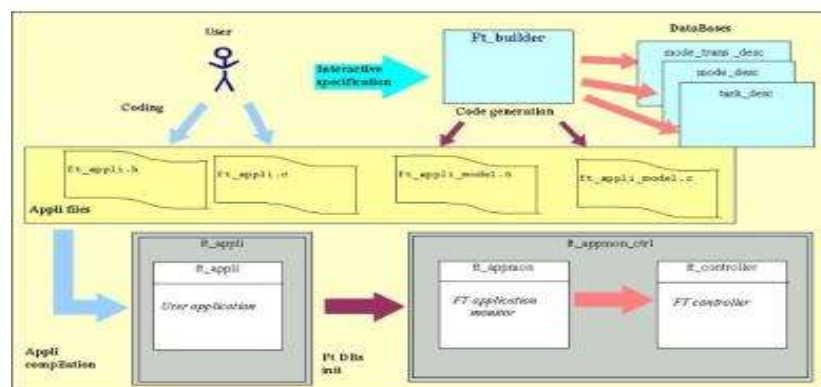 User
Ft_builder
DataBases
mode_trans_desc
mode_desc
task_desc
Interactive
specification
Coding
Code generation
ft_appli.h
ft_appli.c
ft_appli_model.h
ft_appli_model.c
Appli files
ft_appli
ft_appmon_ctrl
ft_appli
ft_appmon
ft_controller
User application
FT application
monitor
FT controller
Appli
compilation
Ft DBs
init